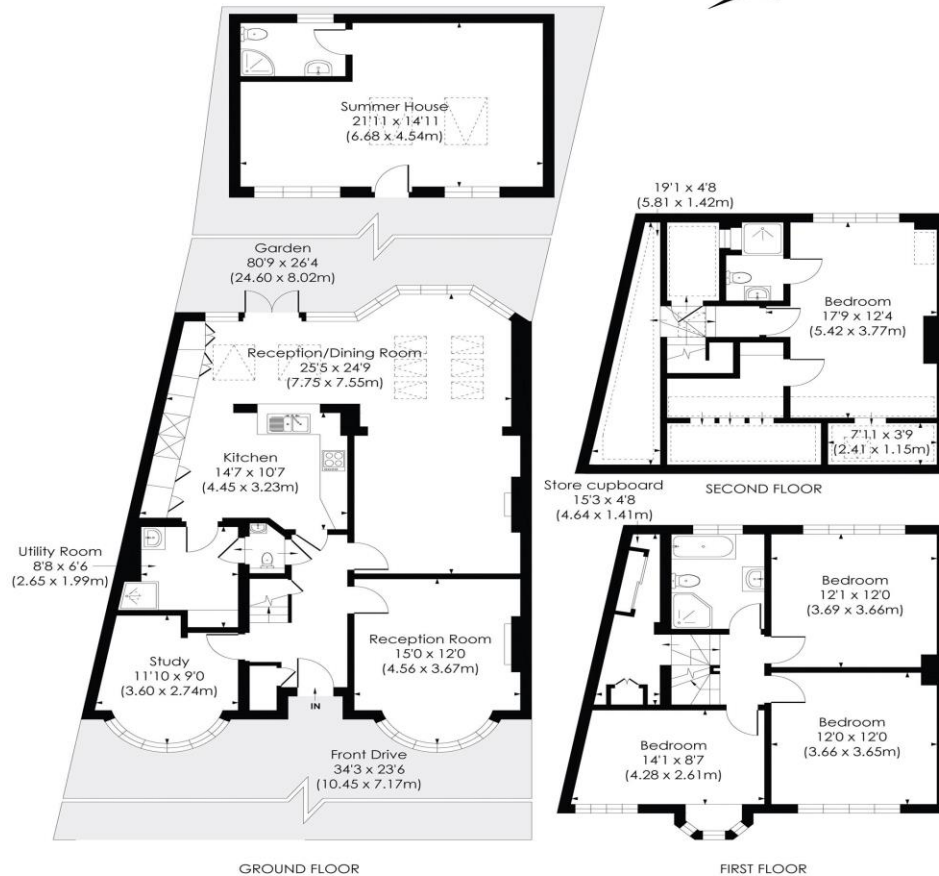 Summer House
21'11 x 14'11
(6.68 x 4.54m)
Garden
80'9 x 26'4
(24.60 x 8.02m)
Reception/Dining Room
25'5 x 24'9
(7.75 x 7.55m)
Kitchen
14'7 x 10'7
(4.45 x 3.23m)
Utility Room
8'8 x 6'6
(2.65 x 1.99m)
Study
11'10 x 9'0
(3.60 x 2.74m)
Reception Room
15'0 x 12'0
(4.56 x 3.67m)
IN
Front Drive
34'3 x 23'6
(10.45 x 7.17m)
GROUND FLOOR
19'1 x 4'8
(5.81 x 1.42m)
Bedroom
17'9 x 12'4
(5.42 x 3.77m)
7'11 x 3'9
(2.41 x 1.15m)
SECOND FLOOR
Store cupboard
15'3 x 4'8
(4.64 x 1.41m)
Bedroom
12'1 x 12'0
(3.69 x 3.66m)
Bedroom
14'1 x 8'7
(4.28 x 2.61m)
Bedroom
12'0 x 12'0
(3.66 x 3.65m)
FIRST FLOOR